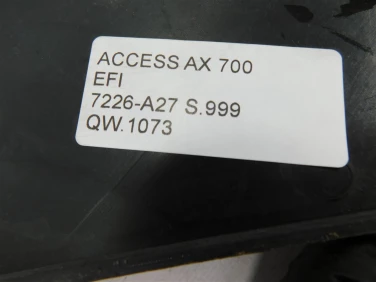 ACCESS AX 700
EFI
7226-A27 S.999
QW.1073